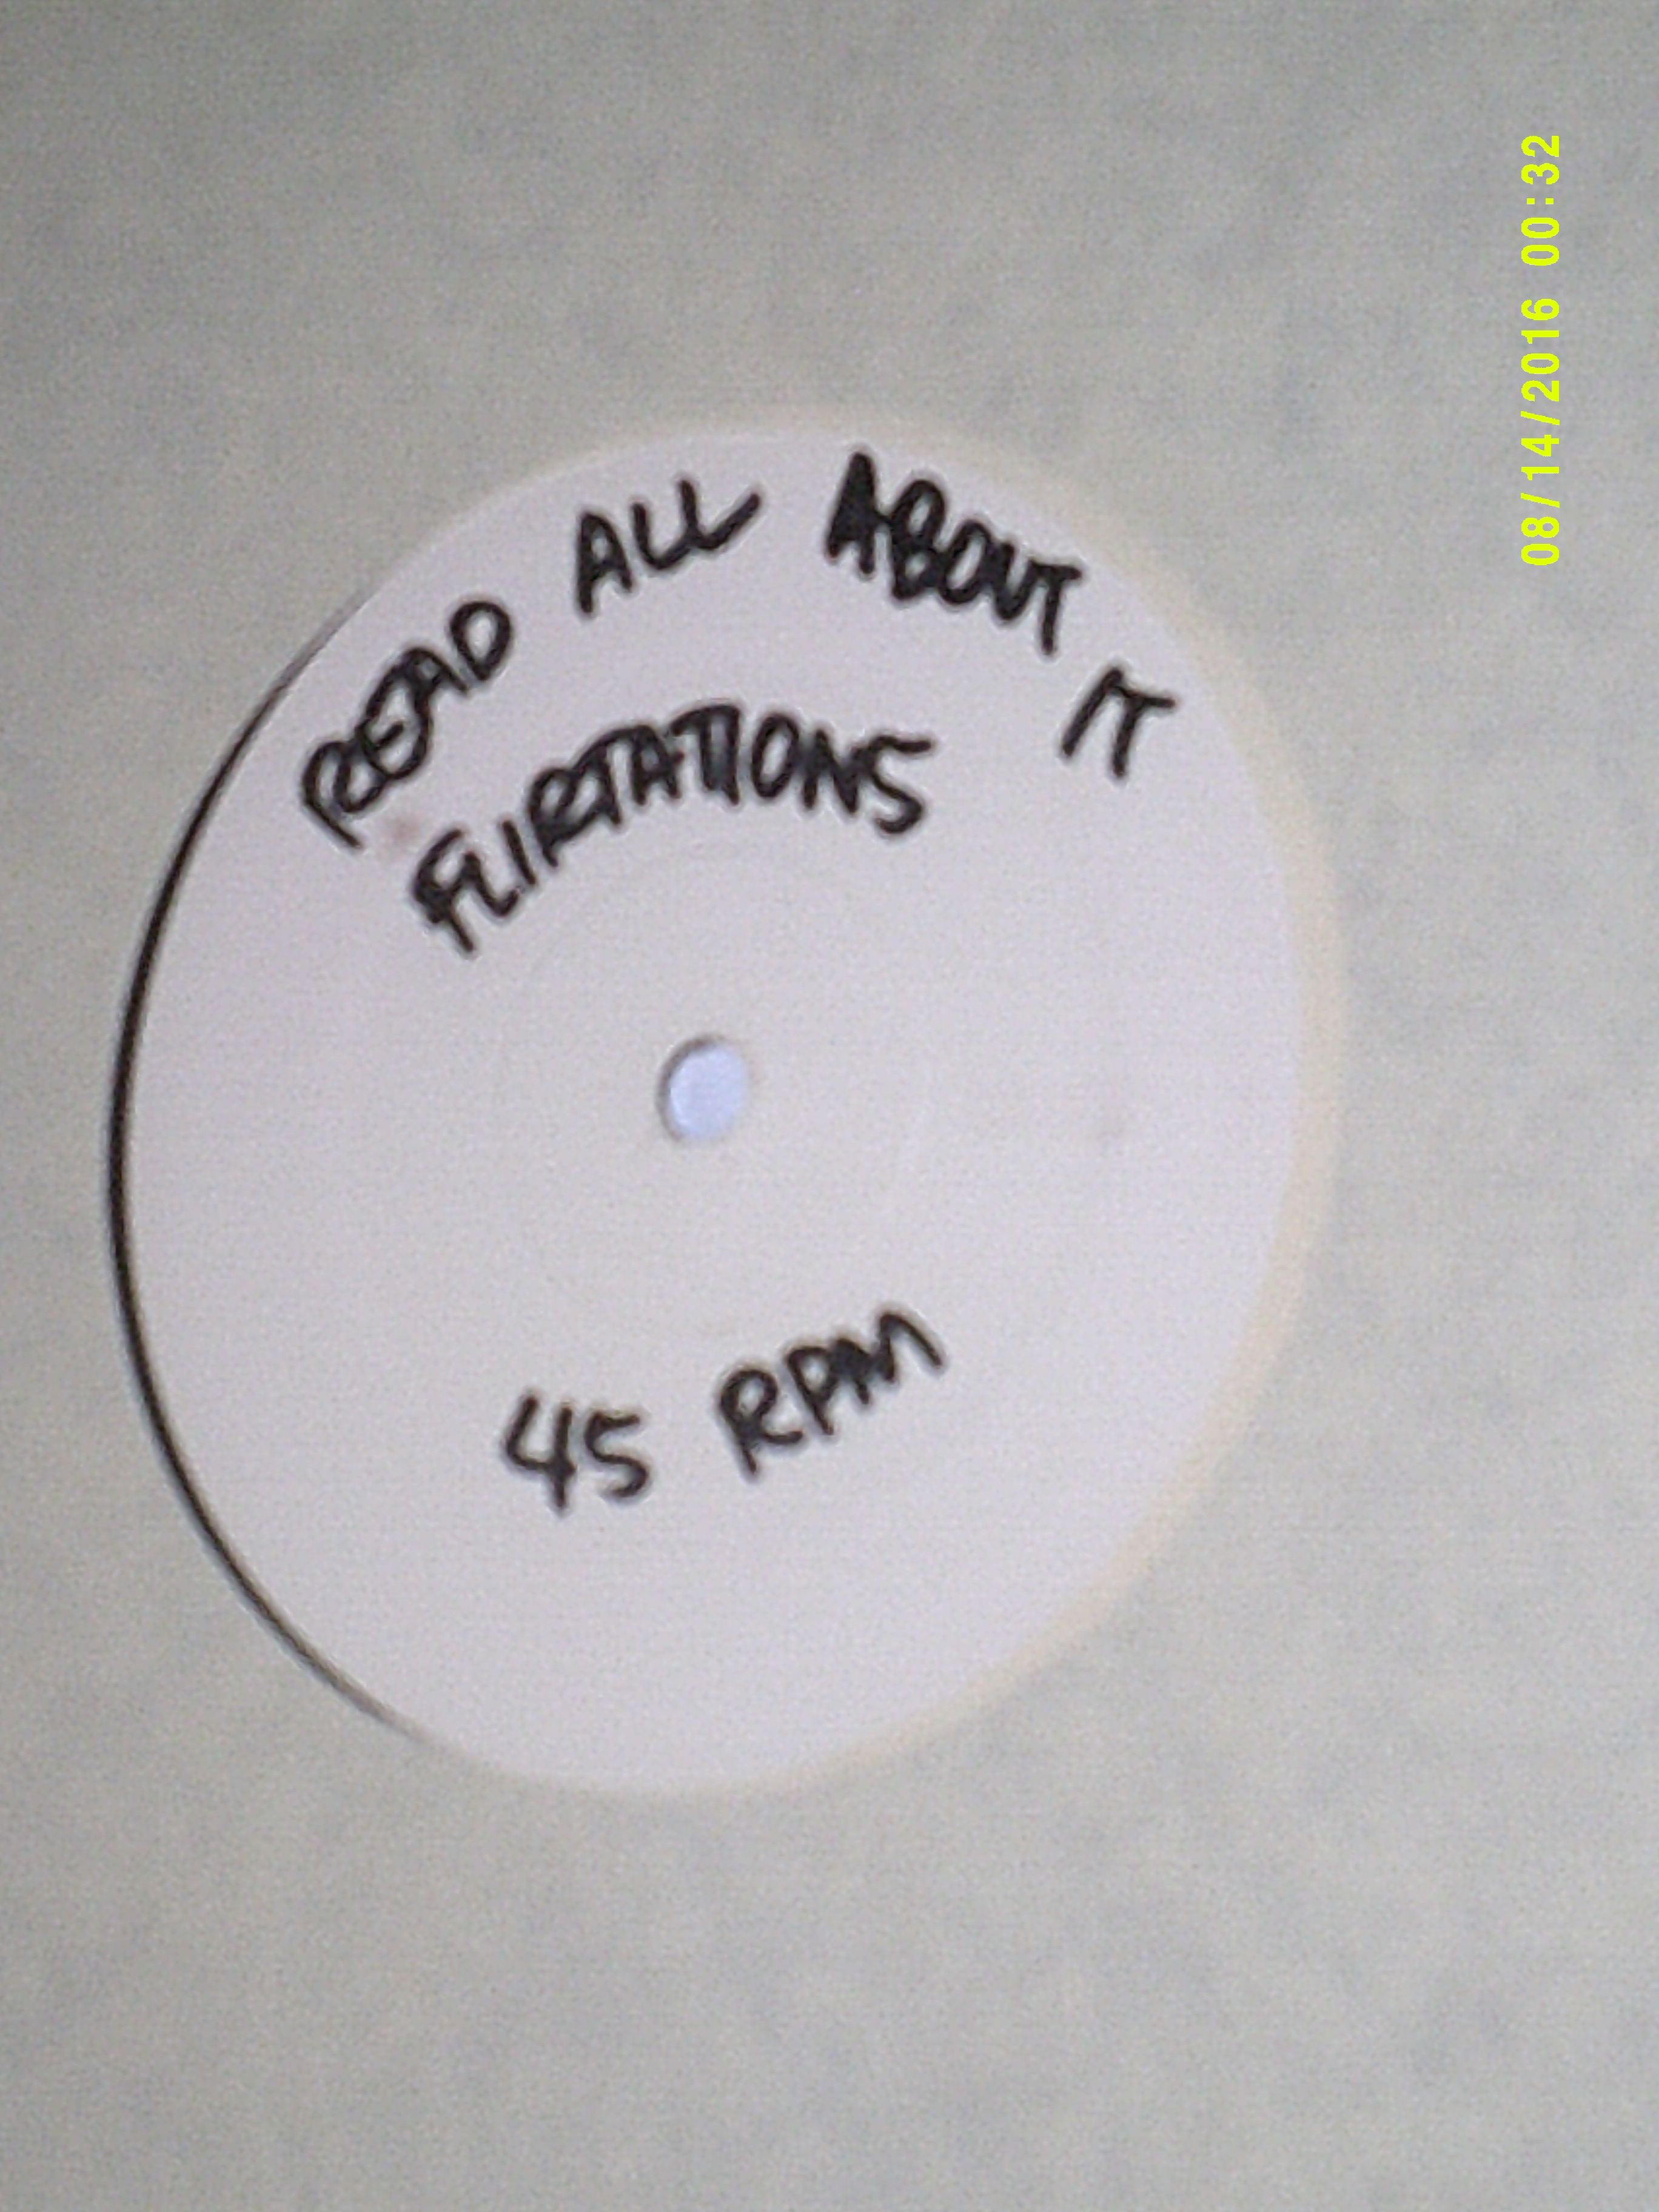 READ ALL ABOUT IT
FLIRTATIONS
45 RPM
08/14/2016 00:32